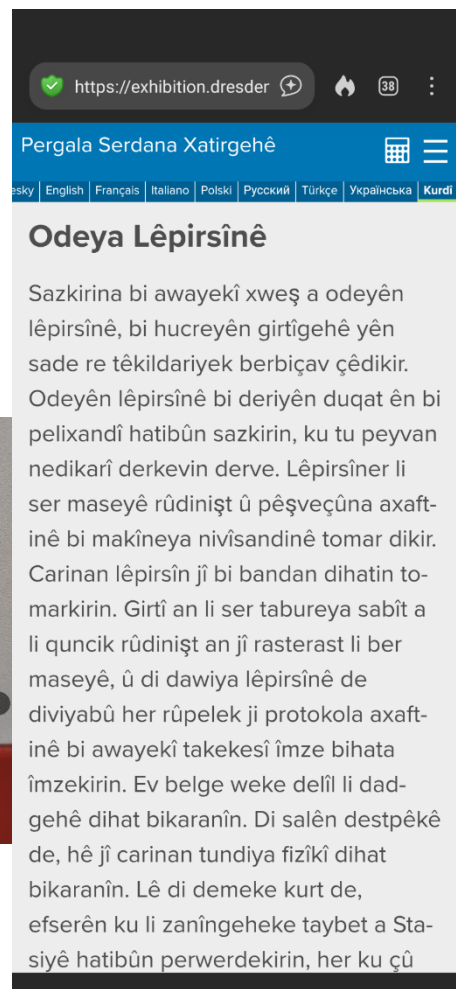 https://exhibition.dresder
38
Pergala Serdana Xatirgehê
esky English Français Italiano Polski Русский Türkçe Українська Kurdî
Odeya Lêpirsînê
Sazkirina bi awayekî xweş a odeyên
lêpirsînê, bi hucreyên girtîgehê yên
sade re têkildariyek berbiçav çêdikir.
Odeyên lêpirsînê bi deriyên duqat ên bi
pelixandî hatibûn sazkirin, ku tu peyvan
nedikarî derkevin derve. Lêpirsîner li
ser maseyê rûdinişt û pêşveçûna axaft-
inê bi makîneya nivîsandinê tomar dikir.
Carinan lêpirsîn jî bi bandan dihatin to-
markirin. Girtî an li ser tabureya sabît a
li quncik rûdinişt an jî rasterast li ber
maseyê, û di dawiya lêpirsînê de
diviyabû her rûpelek ji protokola axaft-
inê bi awayekî takekesî îmze bihata
îmzekirin. Ev belge weke delîl li dad-
gehê dihat bikaranîn. Di salên destpêkê
de, hê jî carinan tundiya fizîkî dihat
bikaranîn. Lê di demeke kurt de,
efserên ku li zanîngeheke taybet a Sta-
siyê hatibûn perwerdekirin, her ku çû